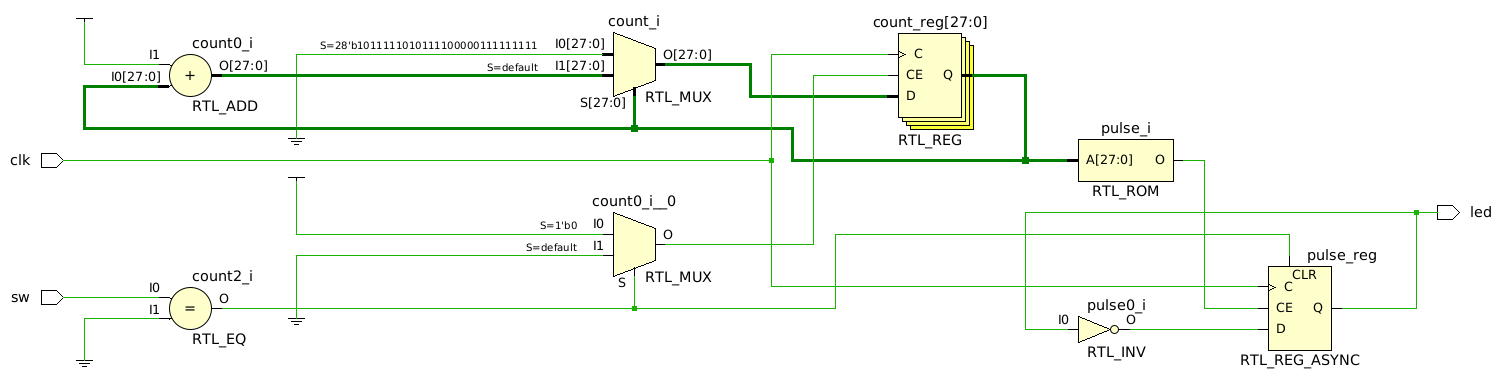 count_i
count_reg[27:0]
S=28'b1011111010111100000111111111
I0[27:0]
count0_i
I1
O[27:0]
I0[27:0]
+
RTL_ADD
S=default
I1[27:0]
O[27:0]
S[27:0]
RTL_MUX
C
CE
Q
D
RTL_REG
pulse_i
A[27:0]
O
RTL_ROM
clk
count0_i__0
S=1'b0
I0
O
S=default
I1
S
RTL_MUX
led
count2_i
sw
I0
I1
=
O
RTL_EQ
pulse_reg
CLR
C
CE
Q
D
RTL_REG_ASYNC
pulse0_i
I0
O
RTL_INV